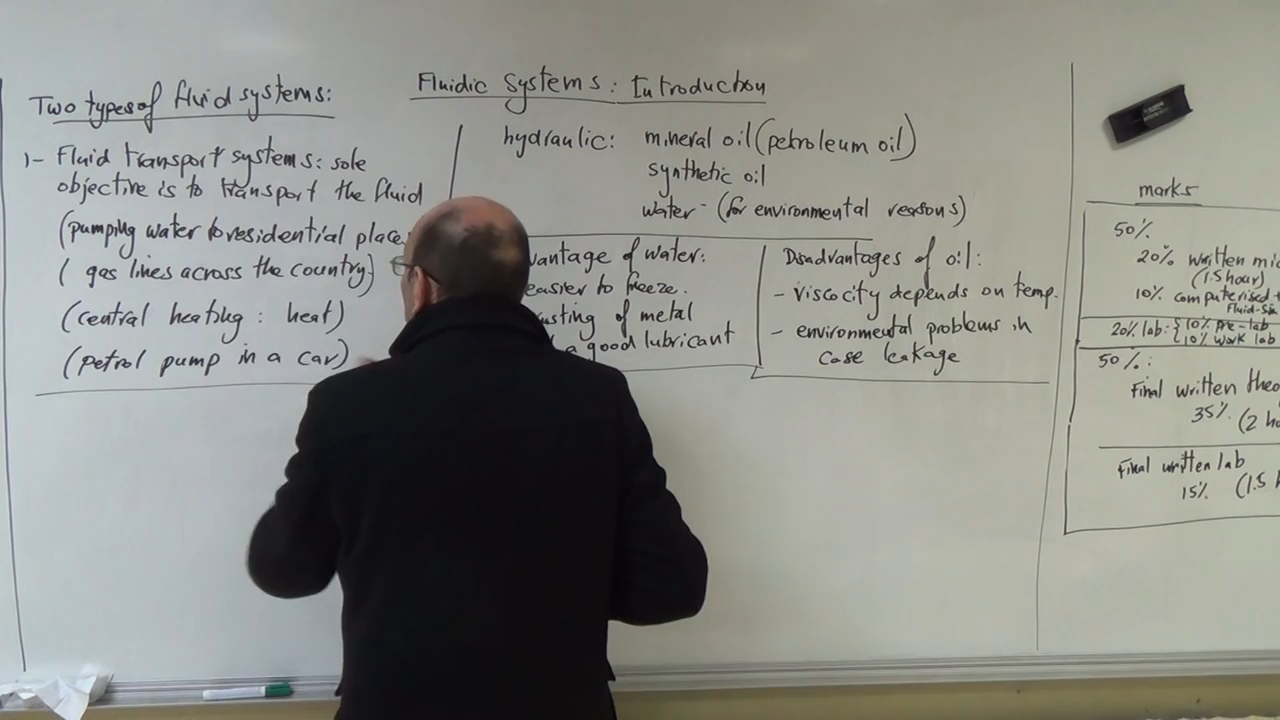 Fluidic Systems: Introduction
Two types of fluid systems:
1- Fluid transport systems: sole
objective is to transport the fluid
(pumping water to residential place
(gas lines across the country)
(central heating: heat)
(petrol pump in a car)
hydraulic: mineral oil (petroleum oil)
synthetic oil
water - (for environmental reasons)
vantage of water:
easier to freeze.
usting of metal
a good lubricant
Disadvantages of oil:
- viscocity depends on temp.
- environmental problems in
case leakage
marks
50%
20% written mi
(1.5 hour)
10% computerised
Fluid-Sim
20% lab: { 10% pre-lab
10% work lab
50%:
Final written theo
35% (2 ho
Final written lab
15% (1.5 h